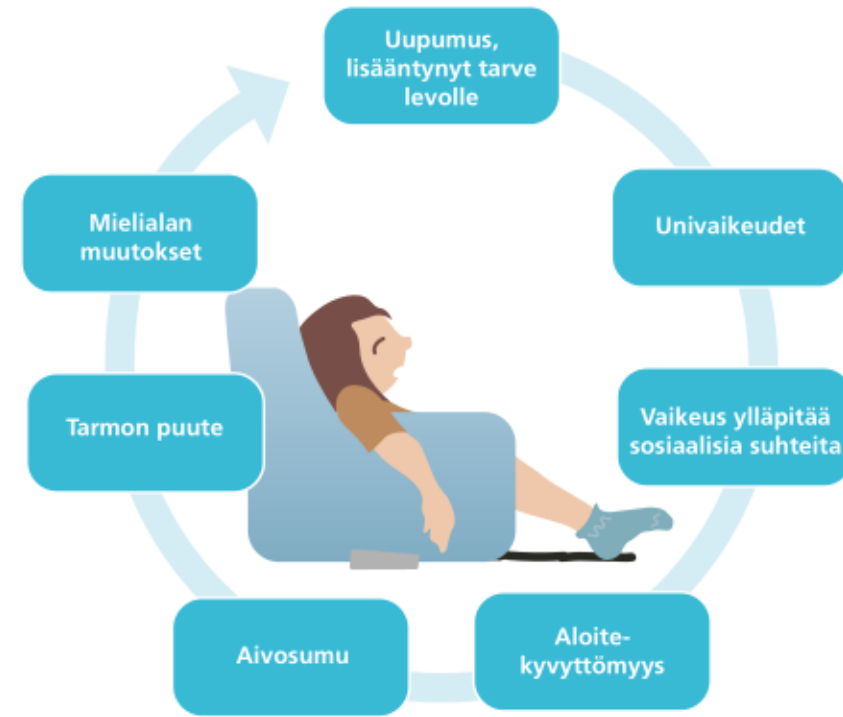 Uupumus,
lisääntynyt tarve
levolle
Univaikeudet
Vaikeus ylläpitää
sosiaalisia suhteita
Aloite-
kyvyttömyys
Aivosumu
Tarmon puute
Mielialan
muutokset